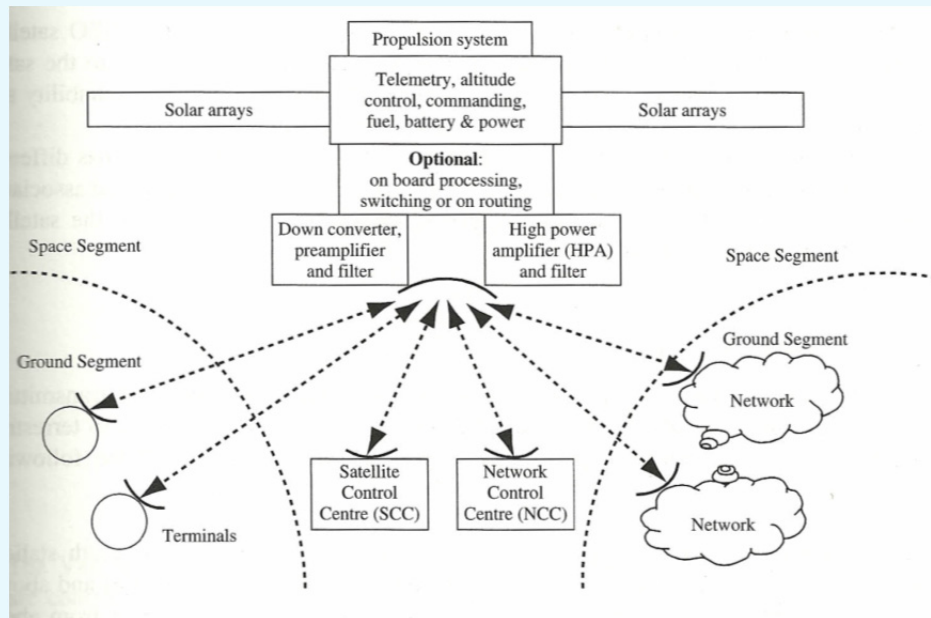 Propulsion system
Telemetry, altitude
control, commanding,
fuel, battery & power
Solar arrays
Solar arrays
Optional:
on board processing,
switching or on routing
Down converter,
preamplifier
and filter
High power
amplifier (HPA)
and filter
Space Segment
Space Segment
Ground Segment
Ground Segment
Network
Satellite
Control
Centre (SCC)
Network
Control
Centre (NCC)
Network
Terminals